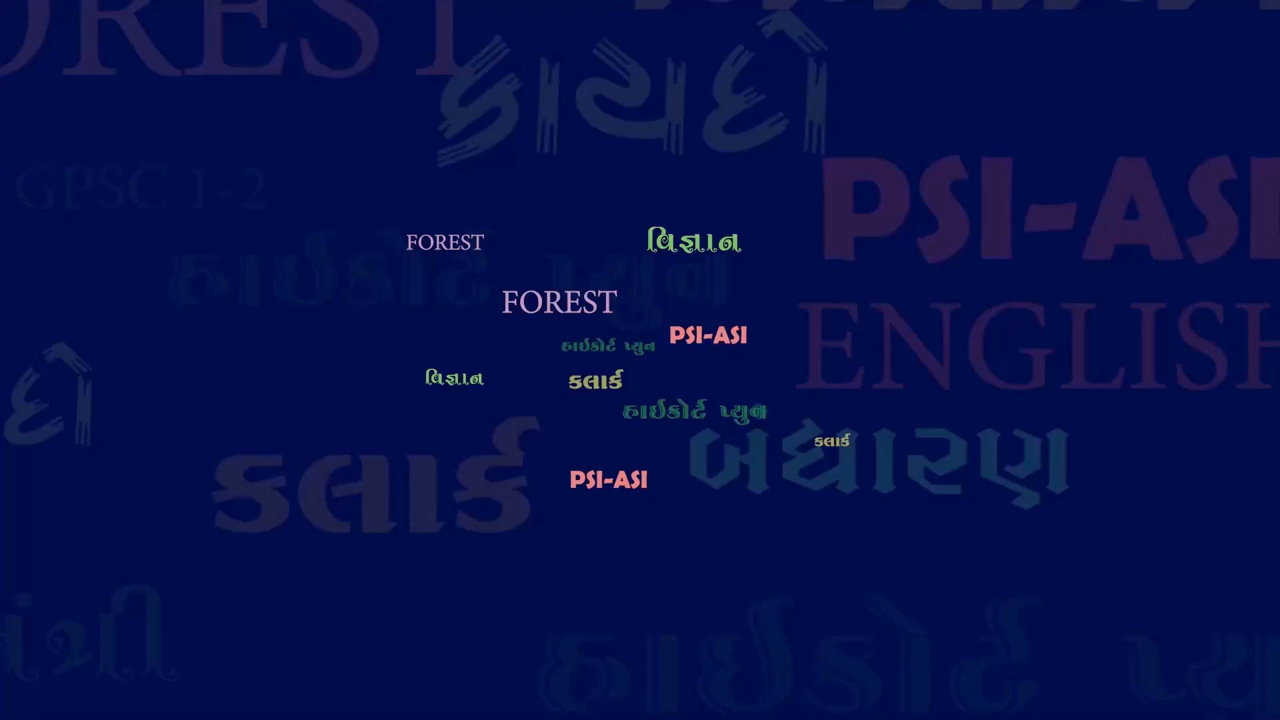 FOREST
કાયદો
PSI-ASI
GPSC 1-2
FOREST
વિજ્ઞાન
હાઈકોર્ટ પ્યુન
FOREST
ENGLISH
PSI-ASI
હાઈકોર્ટ પ્યુન
વિજ્ઞાન
કલાર્ક
હાઈકોર્ટ પ્યુન
કલાર્ક
બંધારણ
કલાર્ક
PSI-ASI
હાઈકોર્ટ